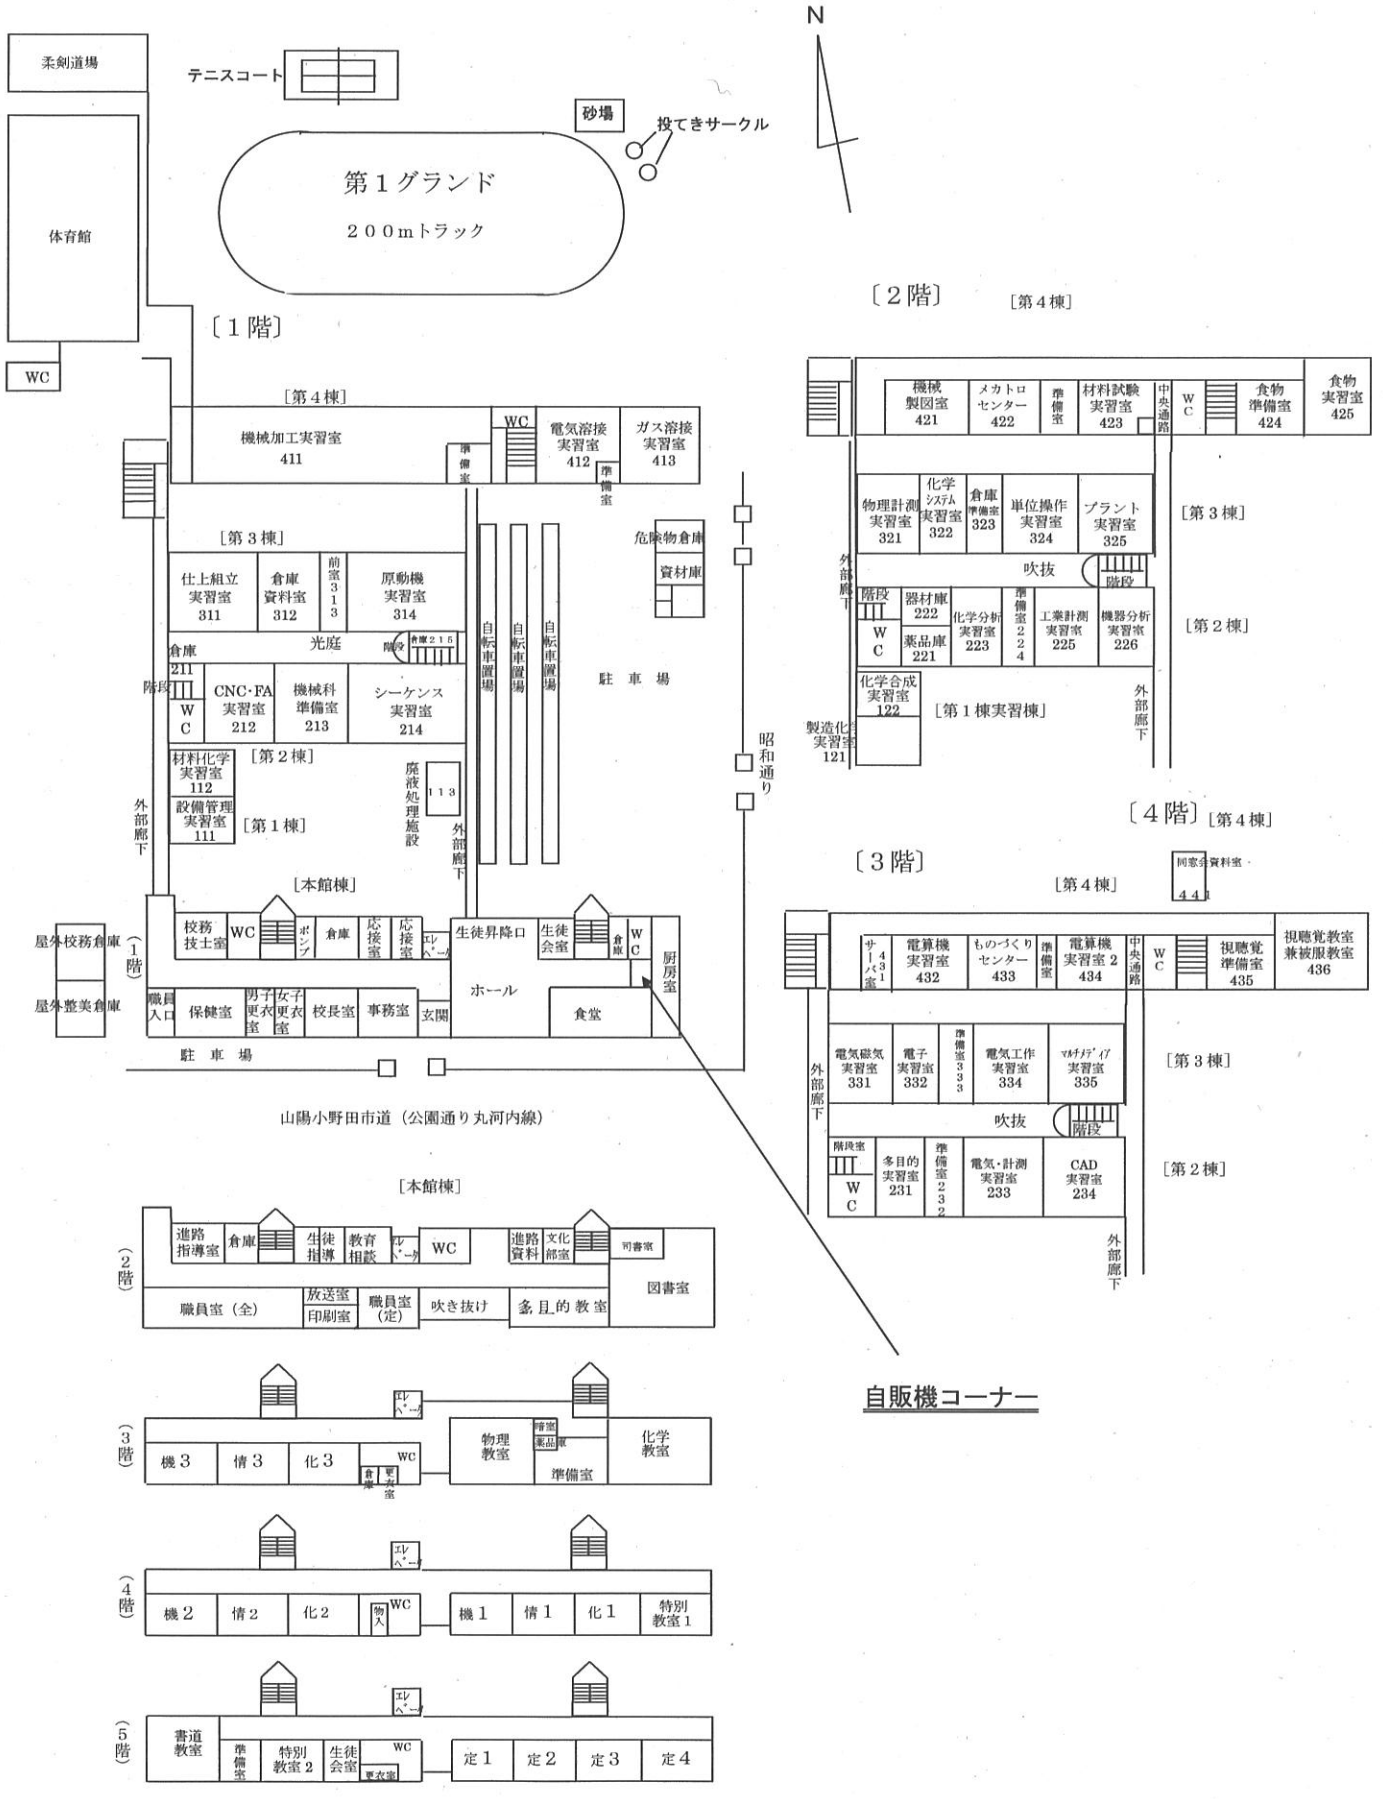 N
柔剣道場
テニスコート
砂場
投てきサークル
第１グランド
２００ｍトラック
体育館
WC
〔１階〕
［第４棟］
機械加工実習室
411
準備室
WC
電気溶接
実習室
412
準備室
ガス溶接
実習室
413
［第３棟］
仕上組立
実習室
311
倉庫
資料室
312
前室313
原動機
実習室
314
光庭
階段
倉庫２１５
倉庫
211
階段
WC
CNC・FA
実習室
212
機械科
準備室
213
シーケンス
実習室
214
［第２棟］
材料化学
実習室
112
設備管理
実習室
111
［第１棟］
廃液処理施設
１１３
外部廊下
外部廊下
自転車置場
自転車置場
自転車置場
危険物倉庫
資材庫
駐車場
昭和通り
［本館棟］
（１階）
屋外校務倉庫
屋外整美倉庫
校務
技士室
WC
ポンプ
倉庫
応接室
応接室
エレベータ
生徒昇降口
生徒
会室
倉庫
WC
厨房室
職員
入口
保健室
男子
更衣室
女子
更衣室
校長室
事務室
玄関
ホール
食堂
駐車場
山陽小野田市道（公園通り丸河内線）
自販機コーナー
［本館棟］
（２階）
進路
指導室
倉庫
生徒
指導
教育
相談
エレベータ
WC
進路
資料
文化
部室
司書室
図書室
職員室（全）
放送室
印刷室
職員室
（定）
吹き抜け
多目的教室
（３階）
エレベータ
機３
情３
化３
WC
倉庫
更衣室
物理
教室
暗室
薬品庫
準備室
化学
教室
（４階）
エレベータ
機２
情２
化２
物入
WC
機１
情１
化１
特別
教室１
（５階）
エレベータ
書道
教室
準備室
特別
教室２
生徒
会室
WC
更衣室
定１
定２
定３
定４
〔２階〕
［第４棟］
機械
製図室
421
メカトロ
センター
422
準備室
材料試験
実習室
423
中央通路
WC
食物
準備室
424
食物
実習室
425
物理計測
実習室
321
化学
システム
実習室
322
倉庫
準備室
323
単位操作
実習室
324
プラント
実習室
325
［第３棟］
外部廊下
吹抜
階段
階段
WC
器材庫
222
薬品庫
221
化学分析
実習室
223
準備室224
工業計測
実習室
225
機器分析
実習室
226
［第２棟］
化学合成
実習室
122
［第１棟実習棟］
製造化学
実習室
121
外部廊下
〔４階〕
［第４棟］
同窓会資料室
４４１
〔３階〕
［第４棟］
サーバ室
431
電算機
実習室
432
ものづくり
センター
433
準備室
電算機
実習室２
434
中央通路
WC
視聴覚
準備室
435
視聴覚教室
兼被服教室
436
電気磁気
実習室
331
電子
実習室
332
準備室333
電気工作
実習室
334
マルチメディア
実習室
335
［第３棟］
外部廊下
吹抜
階段
階段室
WC
多目的
実習室
231
準備室232
電気・計測
実習室
233
CAD
実習室
234
［第２棟］
外部廊下